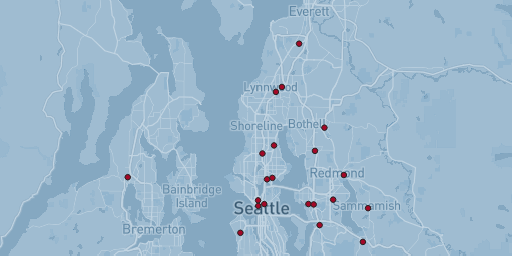 Everett
Lynnwood
Shoreline
Bothell
Redmond
Bainbridge
Island
Seattle
Sammamish
Bremerton